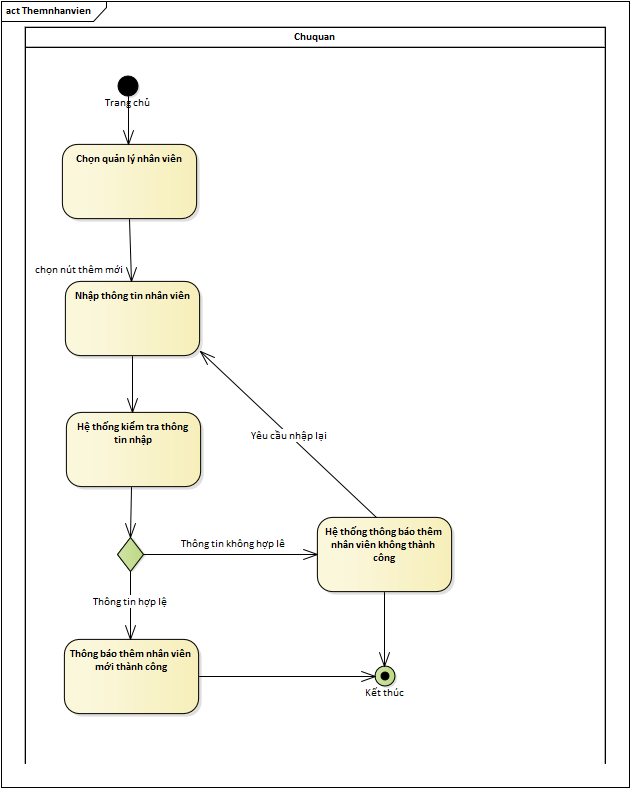 act Themnhanvien
Chuquan
Trang chủ
Chọn quản lý nhân viên
chọn nút thêm mới
Nhập thông tin nhân viên
Hệ thống kiểm tra thông
tin nhập
Yêu cầu nhập lại
Thông tin không hợp lê
Hệ thống thông báo thêm
nhân viên không thành
công
Thông tin hợp lệ
Thông báo thêm nhân viên
mới thành công
Kết thúc